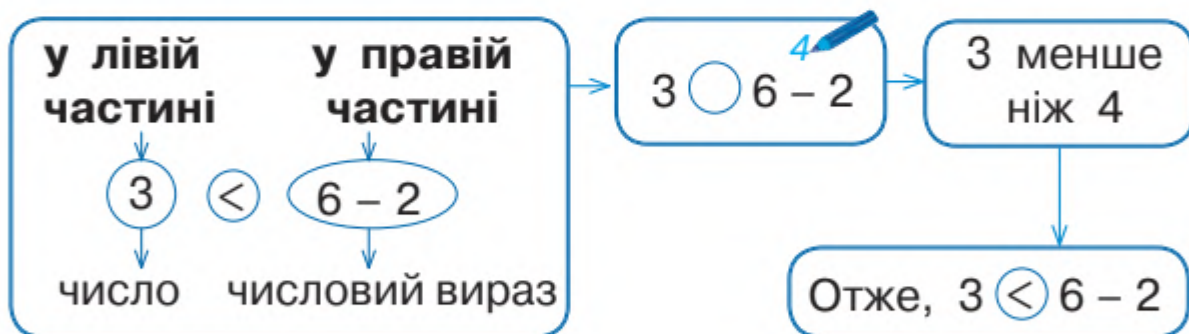 у лівій
частині
у правій
частині
3 < 6 – 2
число
числовий вираз
4
3 6 – 2
3 менше
ніж 4
Отже, 3 < 6 – 2